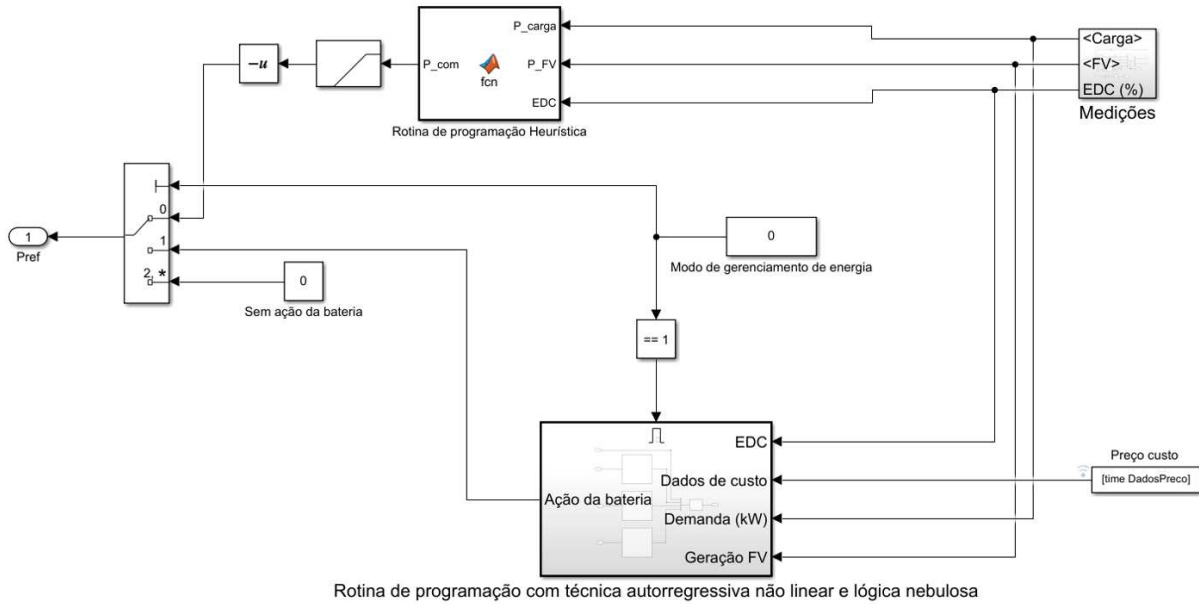 P_carga
<Carga>
P_com
P_FV
<FV>
-u
fcn
EDC
EDC (%)
Medições
Rotina de programação Heurística
0
1
Pref
1
0
Modo de gerenciamento de energia
2, *
0
Sem ação da bateria
== 1
EDC
Preço custo
Dados de custo
[time DadosPreco]
Ação da bateria
Demanda (kW)
Geração FV
Rotina de programação com técnica autorregressiva não linear e lógica nebulosa